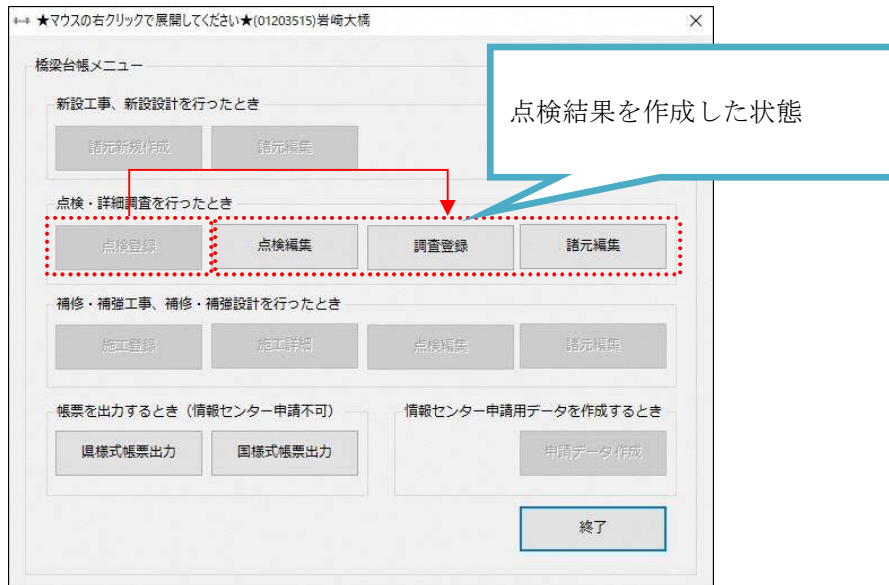 ★マウスの右クリックで展開してください★(01203515)岩崎大橋
橋梁台帳メニュー
点検結果を作成した状態
新設工事、新設設計を行ったとき
諸元新規作成
諸元編集
点検・詳細調査を行ったとき
点検登録
点検編集
調査登録
諸元編集
補修・補強工事、補修・補強設計を行ったとき
施工登録
施工詳細
点検編集
諸元編集
帳票を出力するとき（情報センター申請不可）
県様式帳票出力
国様式帳票出力
情報センター申請用データを作成するとき
申請データ作成
終了